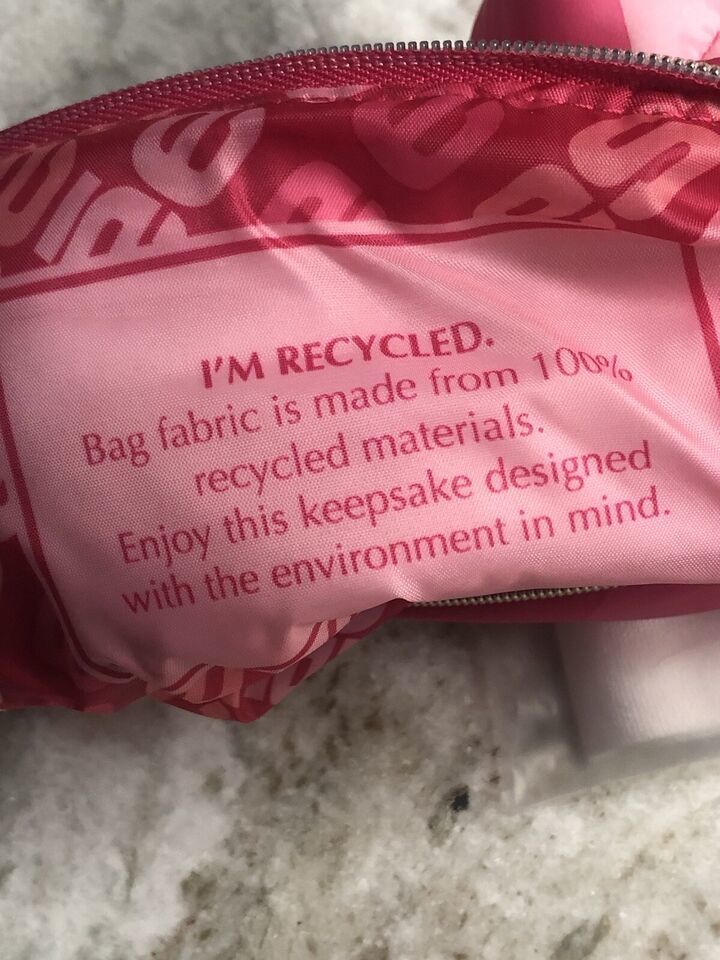 I'M RECYCLED.
Bag fabric is made from 100%
recycled materials.
Enjoy this keepsake designed
with the environment in mind.